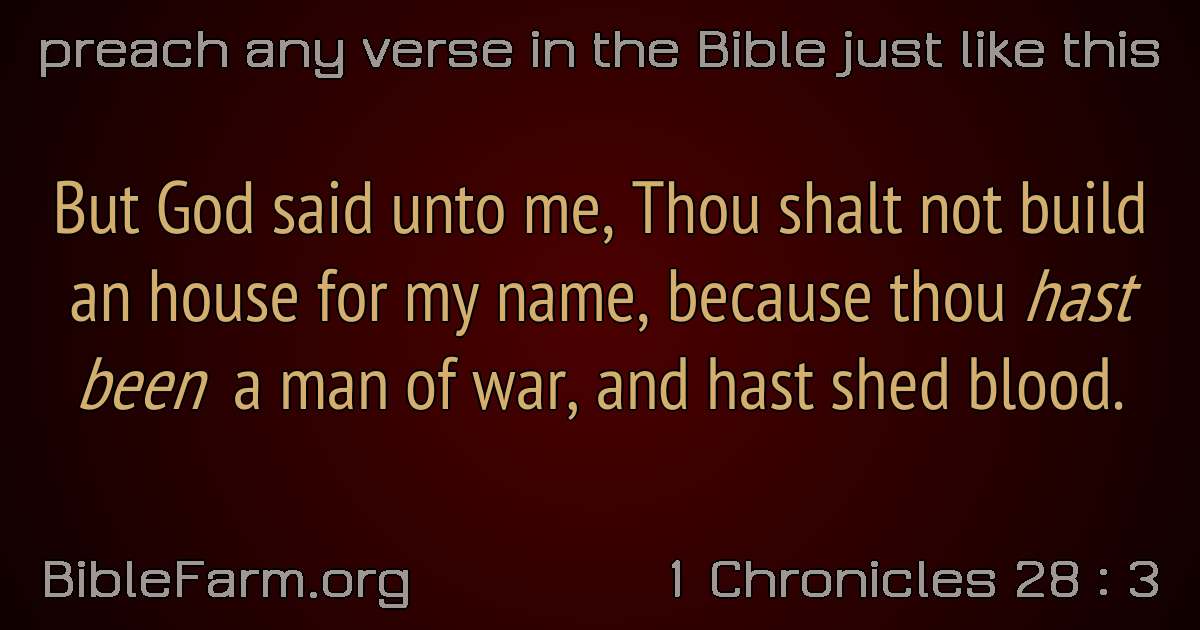 preach any verse in the Bible just like this
But God said unto me, Thou shalt not build
an house for my name, because thou hast
been a man of war, and hast shed blood.
BibleFarm.org
1 Chronicles 28 : 3